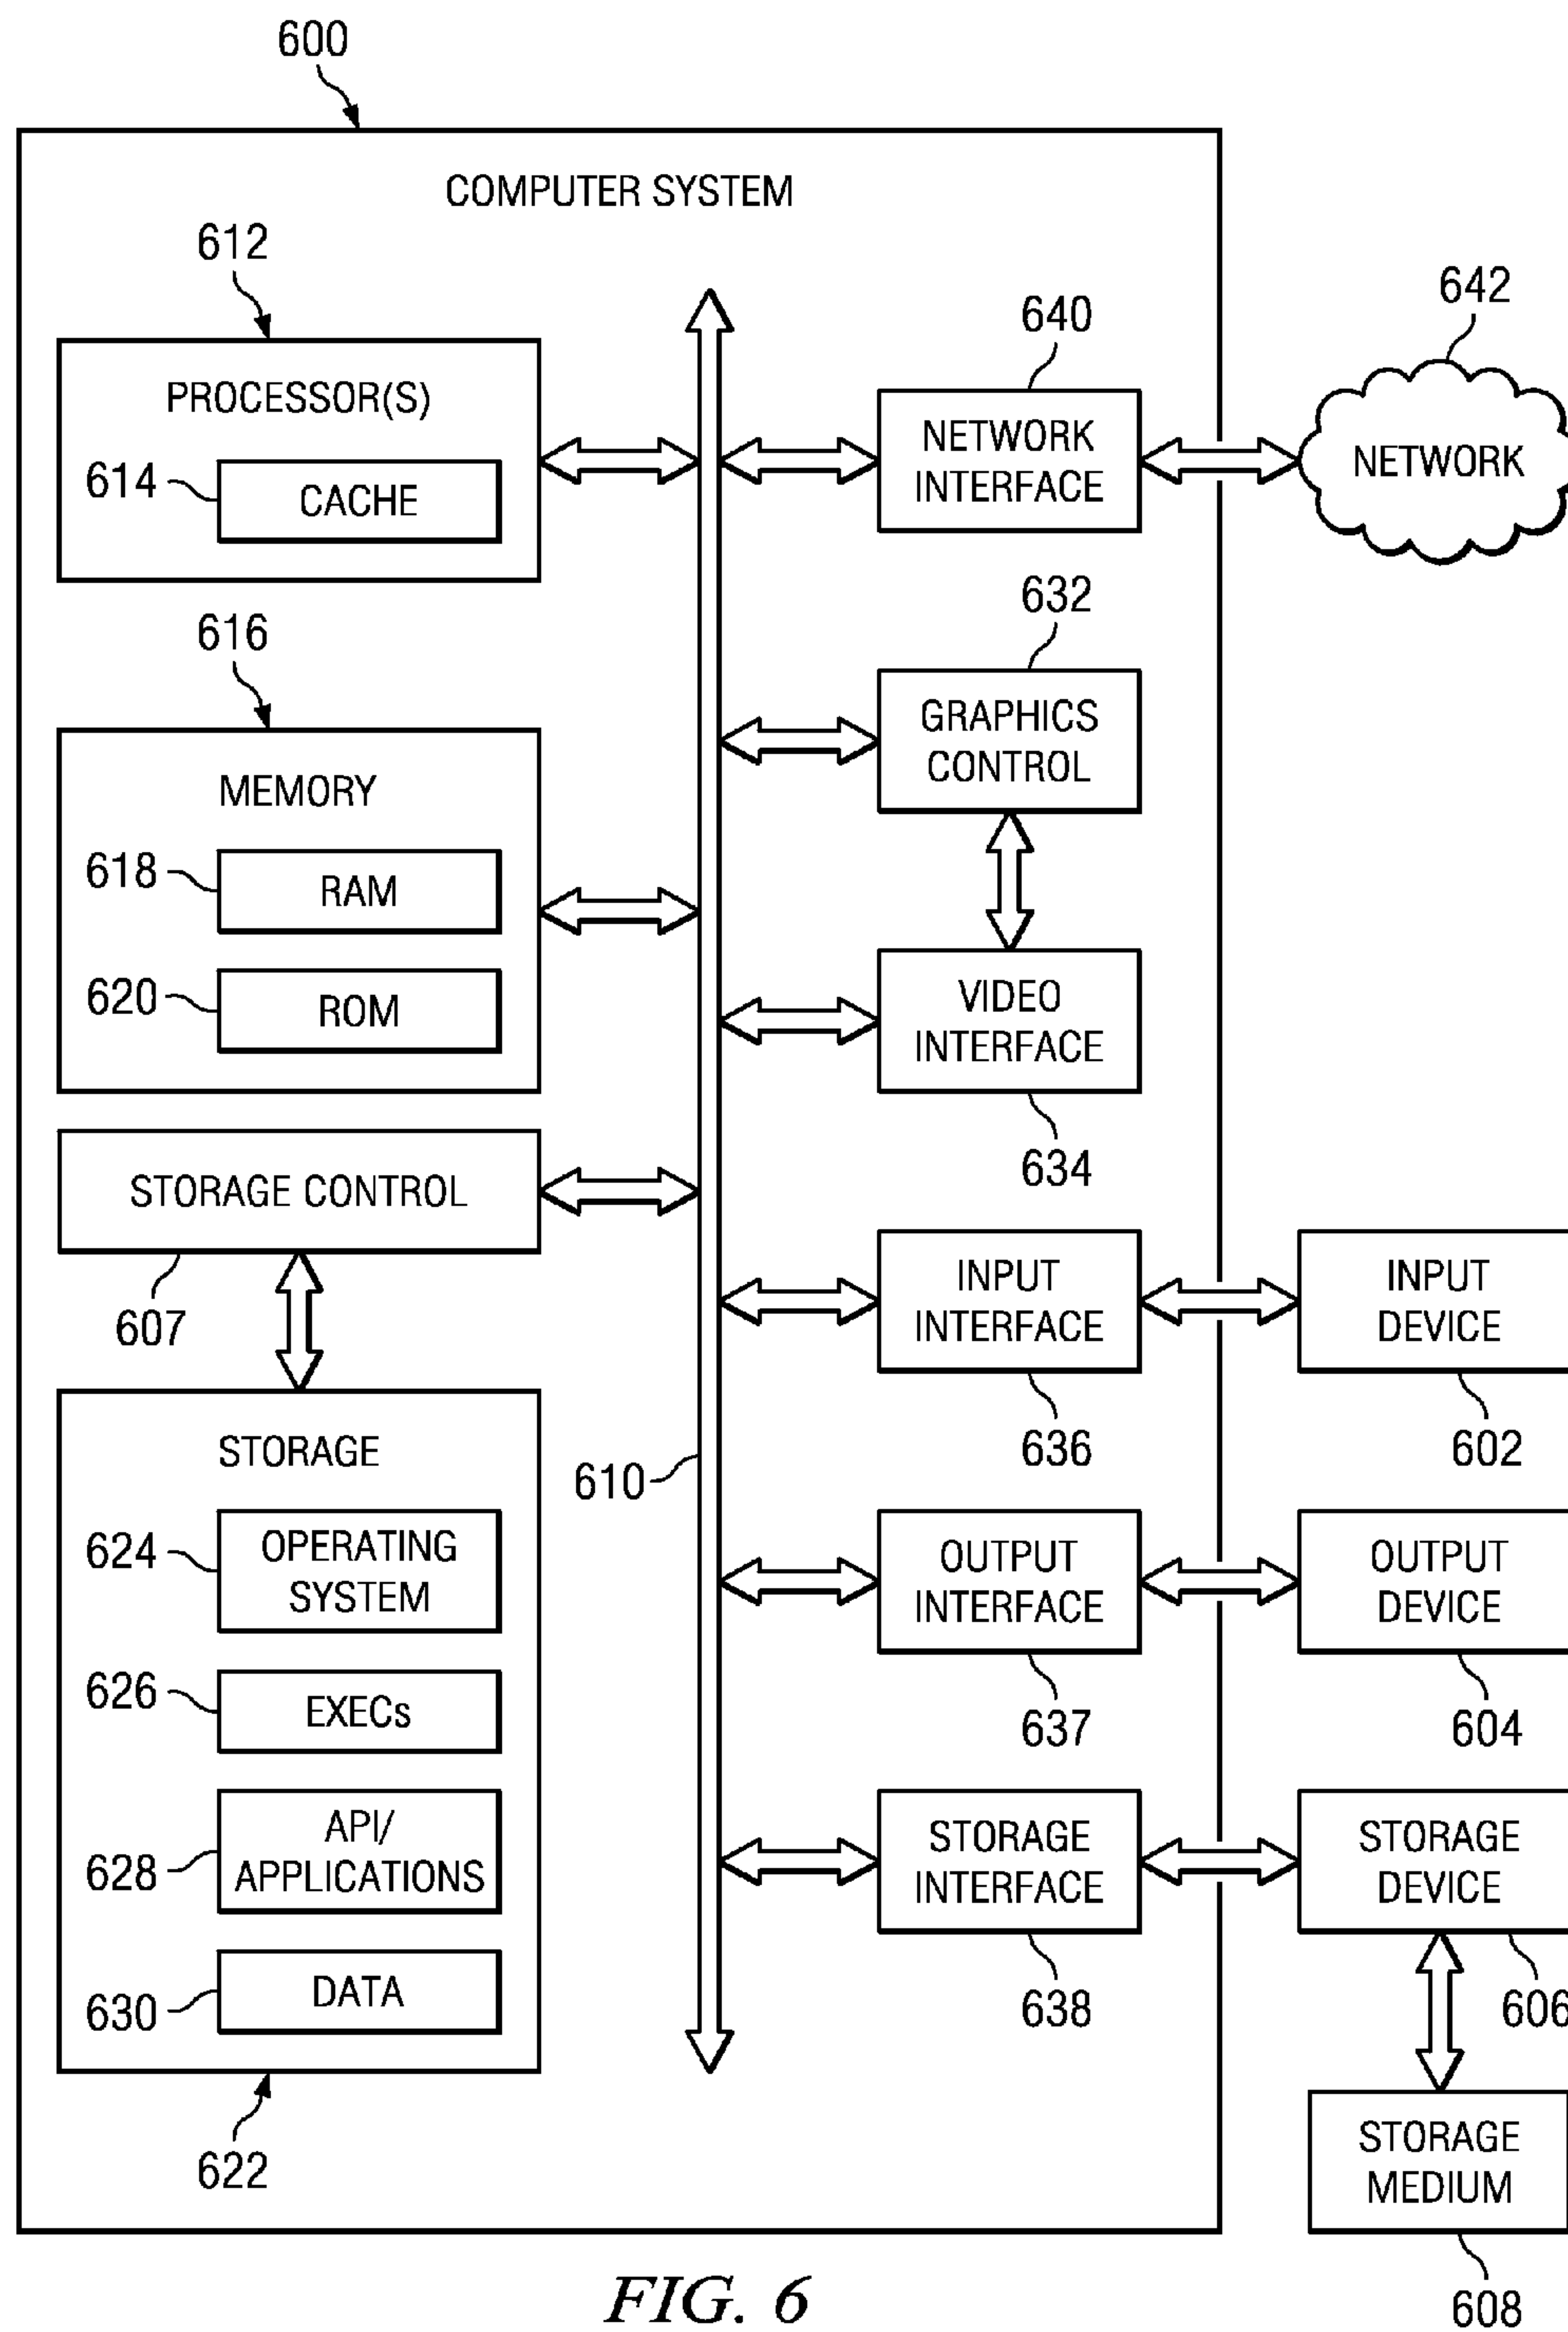 600
COMPUTER SYSTEM
612
PROCESSOR(S)
614
CACHE
616
MEMORY
618
RAM
620
ROM
STORAGE CONTROL
607
STORAGE
624
OPERATING
SYSTEM
626
EXECs
628
API/
APPLICATIONS
630
DATA
622
610
640
NETWORK
INTERFACE
632
GRAPHICS
CONTROL
VIDEO
INTERFACE
634
INPUT
INTERFACE
636
OUTPUT
INTERFACE
637
STORAGE
INTERFACE
638
642
NETWORK
INPUT
DEVICE
602
OUTPUT
DEVICE
604
STORAGE
DEVICE
606
STORAGE
MEDIUM
608
FIG. 6